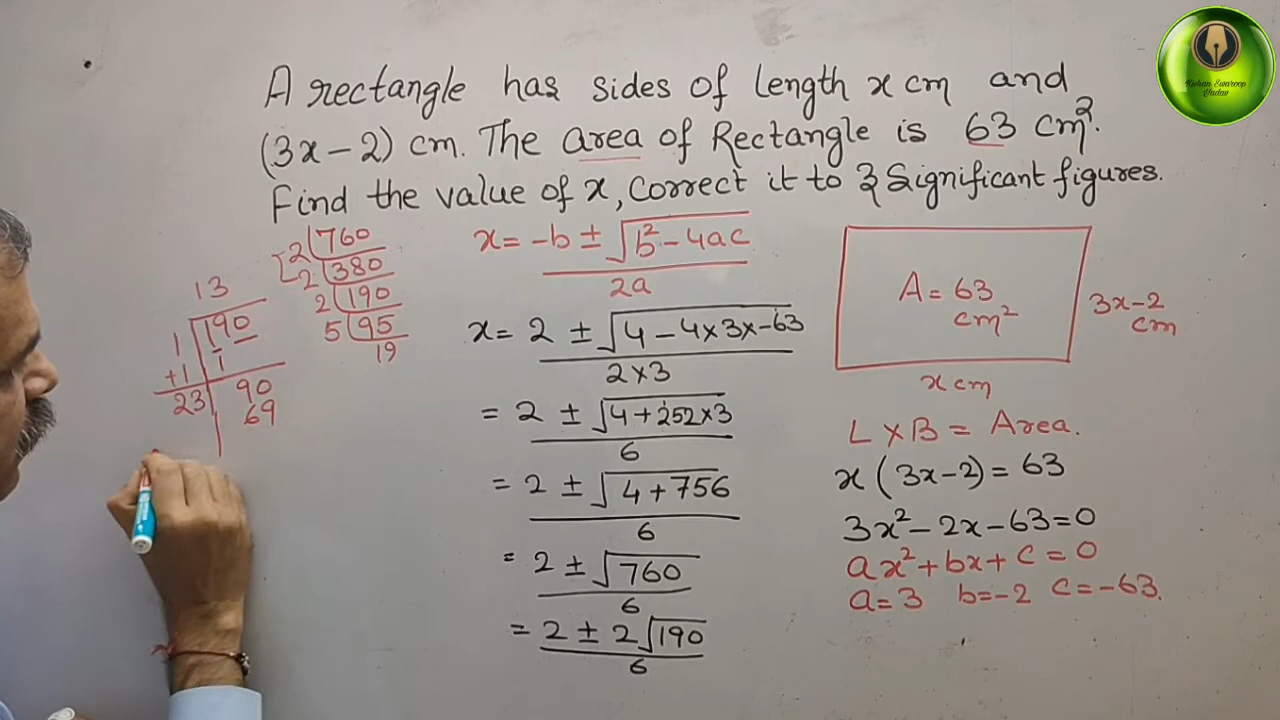 A rectangle has sides of length x cm and
(3x-2) cm. The area of Rectangle is 63 cm².
Find the value of x, Correct it to 3 Significant figures.
x = -b ± √b² - 4ac
2a
x = 2 ± √4 - 4×3×-63
2×3
= 2 ± √4+252×3
6
= 2 ± √4+756
6
= 2 ± √760
6
= 2 ± 2√190
6
2 760
2 380
2 190
5 95
19
13
1 190
+1 1
23 90
69
A = 63
cm²
3x-2
cm
x cm
L × B = Area.
x (3x-2) = 63
3x² - 2x - 63 = 0
ax² + bx + c = 0
a = 3 b = -2 c = -63.
Kishan Swaroop
Yadav